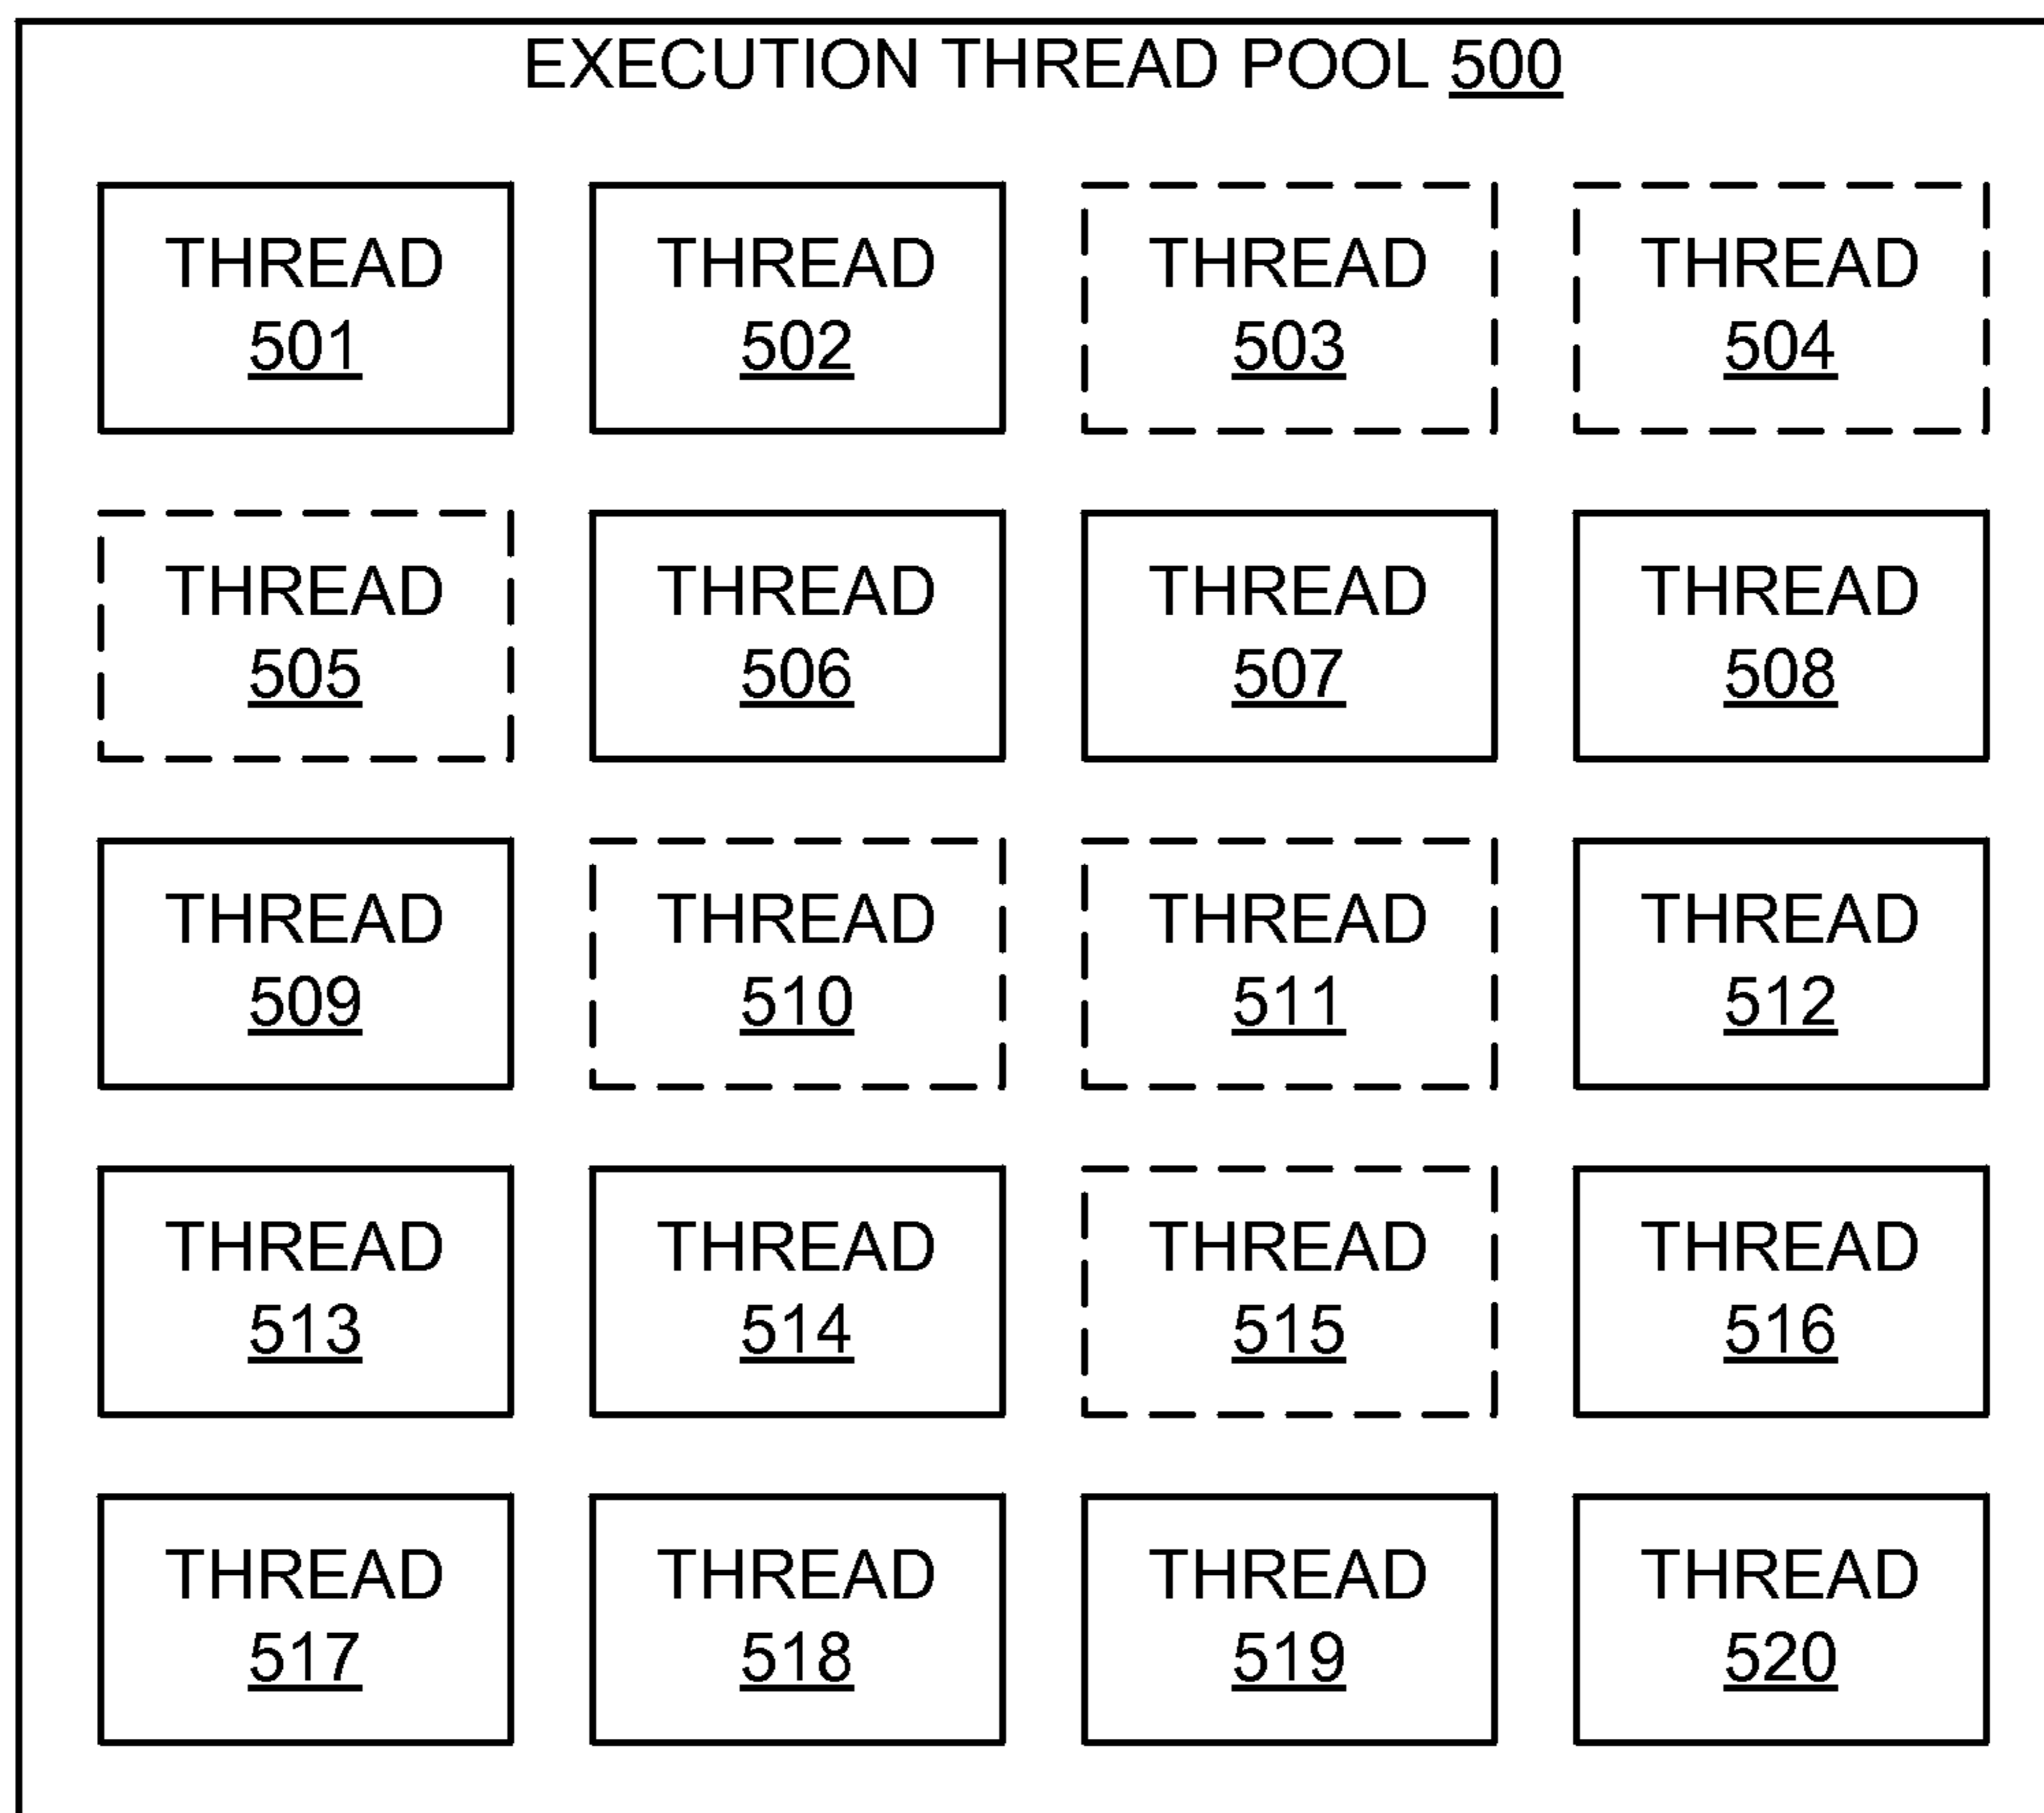 EXECUTION THREAD POOL 500
THREAD
501
THREAD
502
THREAD
503
THREAD
504
THREAD
505
THREAD
506
THREAD
507
THREAD
508
THREAD
509
THREAD
510
THREAD
511
THREAD
512
THREAD
513
THREAD
514
THREAD
515
THREAD
516
THREAD
517
THREAD
518
THREAD
519
THREAD
520